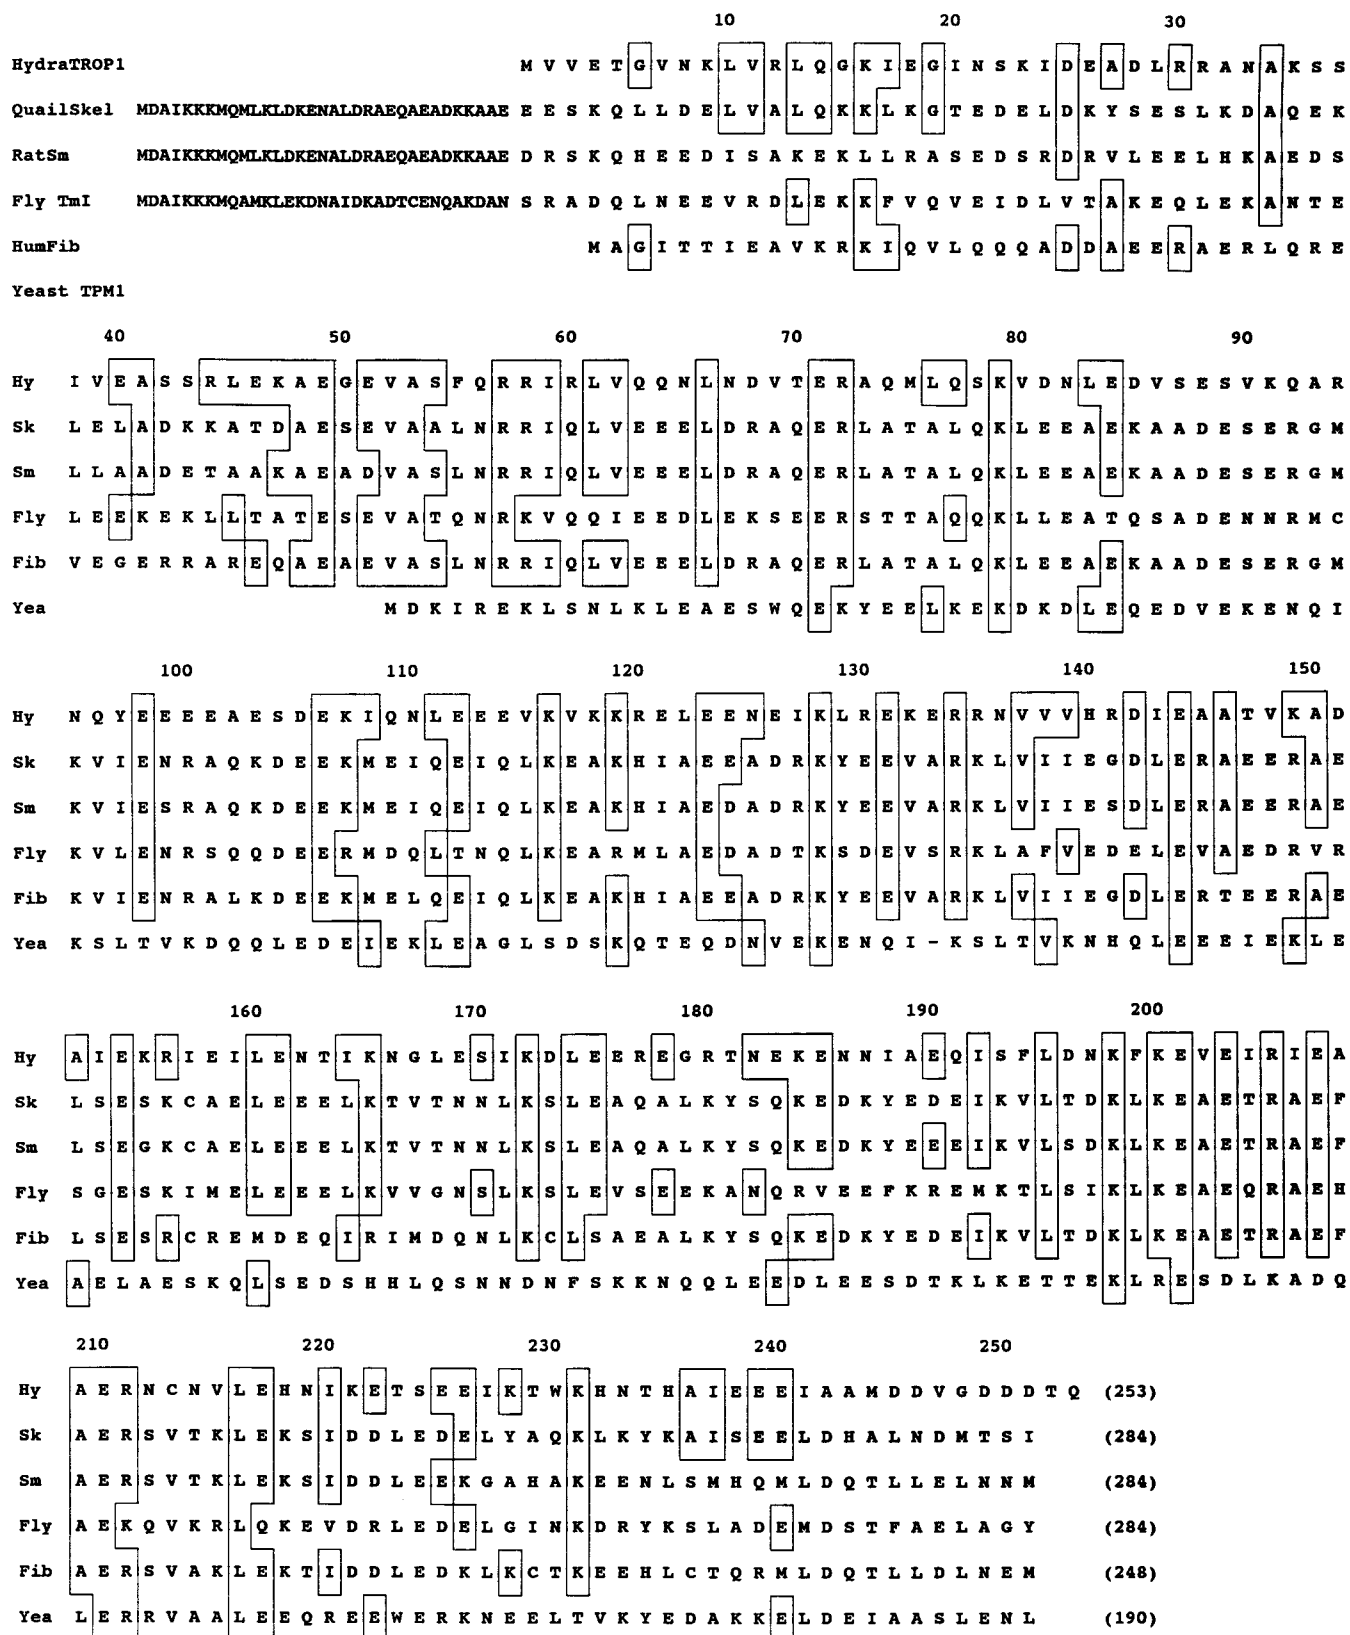 10 20 30
HydraTROP1 M V V E T G V N K L V R L Q G K I E G I N S K I D E A D L R R A N A K S S
QuailSkel MDAIKKKMQMLKLDKENALDRAEQAEADKKAAE E E S K Q L L D E L V A L Q K K L K G T E D E L D K Y S E S L K D A Q E K
RatSm MDAIKKKMQMLKLDKENALDRAEQAEADKKAAE D R S K Q H E E D I S A K E K L L R A S E D S R D R V L E E L H K A E D S
Fly TmI MDAIKKKMQAMKLEKDNAIDKADTCENQAKDAN S R A D Q L N E E V R D L E K K F V Q V E I D L V T A K E Q L E K A N T E
HumFib M A G I T T I E A V K R K I Q V L Q Q Q A D D A E E R A E R L Q R E
Yeast TPM1
40 50 60 70 80 90
Hy I V E A S S R L E K A E G E V A S F Q R R I R L V Q Q N L N D V T E R A Q M L Q S K V D N L E D V S E S V K Q A R
Sk L E L A D K K A T D A E S E V A A L N R R I Q L V E E E L D R A Q E R L A T A L Q K L E E A E K A A D E S E R G M
Sm L L A A D E T A A K A E A D V A S L N R R I Q L V E E E L D R A Q E R L A T A L Q K L E E A E K A A D E S E R G M
Fly L E E K E K L L T A T E S E V A T Q N R K V Q Q I E E D L E K S E E R S T T A Q Q K L L E A T Q S A D E N N R M C
Fib V E G E R R A R E Q A E A E V A S L N R R I Q L V E E E L D R A Q E R L A T A L Q K L E E A E K A A D E S E R G M
Yea M D K I R E K L S N L K L E A E S W Q E K Y E E L K E K D K D L E Q E D V E K E N Q I
100 110 120 130 140 150
Hy N Q Y E E E E A E S D E K I Q N L E E E V K V K K R E L E E N E I K L R E K E R R N V V V H R D I E A A T V K A D
Sk K V I E N R A Q K D E E K M E I Q E I Q L K E A K H I A E E A D R K Y E E V A R K L V I I E G D L E R A E E R A E
Sm K V I E S R A Q K D E E K M E I Q E I Q L K E A K H I A E D A D R K Y E E V A R K L V I I E S D L E R A E E R A E
Fly K V L E N R S Q Q D E E R M D Q L T N Q L K E A R M L A E D A D T K S D E V S R K L A F V E D E L E V A E D R V R
Fib K V I E N R A L K D E E K M E L Q E I Q L K E A K H I A E E A D R K Y E E V A R K L V I I E G D L E R T E E R A E
Yea K S L T V K D Q Q L E D E I E K L E A G L S D S K Q T E Q D N V E K E N Q I - K S L T V K N H Q L E E E I E K L E
160 170 180 190 200
Hy A I E K R I E I L E N T I K N G L E S I K D L E E R E G R T N E K E N N I A E Q I S F L D N K F K E V E I R I E A
Sk L S E S K C A E L E E E L K T V T N N L K S L E A Q A L K Y S Q K E D K Y E D E I K V L T D K L K E A E T R A E F
Sm L S E G K C A E L E E E L K T V T N N L K S L E A Q A L K Y S Q K E D K Y E E E I K V L S D K L K E A E T R A E F
Fly S G E S K I M E L E E E L K V V G N S L K S L E V S E E K A N Q R V E E F K R E M K T L S I K L K E A E Q R A E H
Fib L S E S R C R E M D E Q I R I M D Q N L K C L S A E A L K Y S Q K E D K Y E D E I K V L T D K L K E A E T R A E F
Yea A E L A E S K Q L S E D S H H L Q S N N D N F S K K N Q Q L E E D L E E S D T K L K E T T E K L R E S D L K A D Q
210 220 230 240 250
Hy A E R N C N V L E H N I K E T S E E I K T W K H N T H A I E E E I A A M D D V G D D D T Q (253)
Sk A E R S V T K L E K S I D D L E D E L Y A Q K L K Y K A I S E E L D H A L N D M T S I (284)
Sm A E R S V T K L E K S I D D L E E K G A H A K E E N L S M H Q M L D Q T L L E L N N M (284)
Fly A E K Q V K R L Q K E V D R L E D E L G I N K D R Y K S L A D E M D S T F A E L A G Y (284)
Fib A E R S V A K L E K T I D D L E D K L K C T K E E H L C T Q R M L D Q T L L D L N E M (248)
Yea L E R R V A A L E E Q R E E W E R K N E E L T V K Y E D A K K E L D E I A A S L E N L (190)